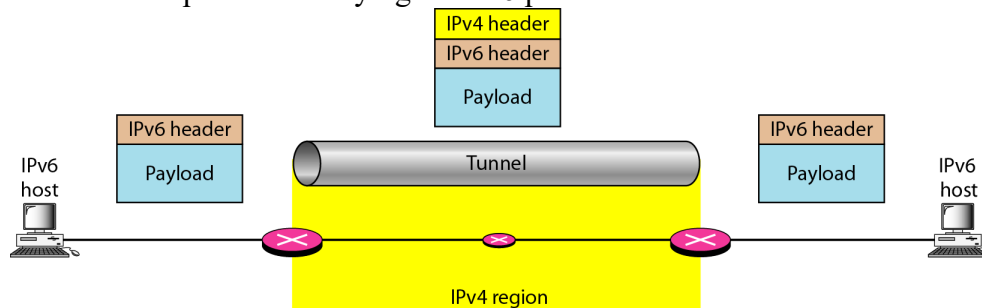 IPv4 header
IPv6 header
Payload
IPv6 header
Payload
Tunnel
IPv6 header
Payload
IPv6
host
IPv6
host
IPv4 region